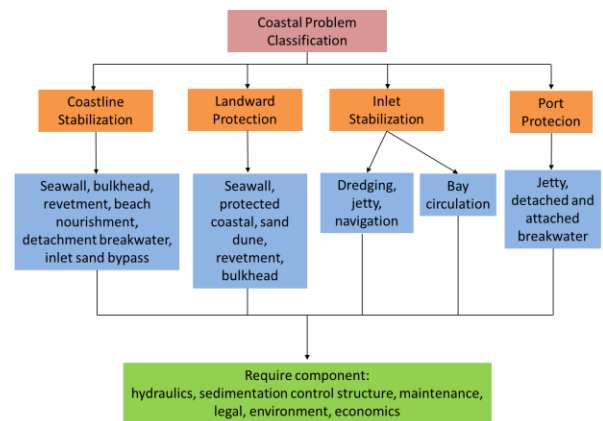 Coastal Problem
Classification
Coastline
Stabilization
Landward
Protection
Inlet
Stabilization
Port
Protecion
Seawall, bulkhead,
revetment, beach
nourishment,
detachment breakwater,
inlet sand bypass
Seawall,
protected
coastal, sand
dune,
revetment,
bulkhead
Dredging,
jetty,
navigation
Bay
circulation
Jetty,
detached and
attached
breakwater
Require component:
hydraulics, sedimentation control structure, maintenance,
legal, environment, economics